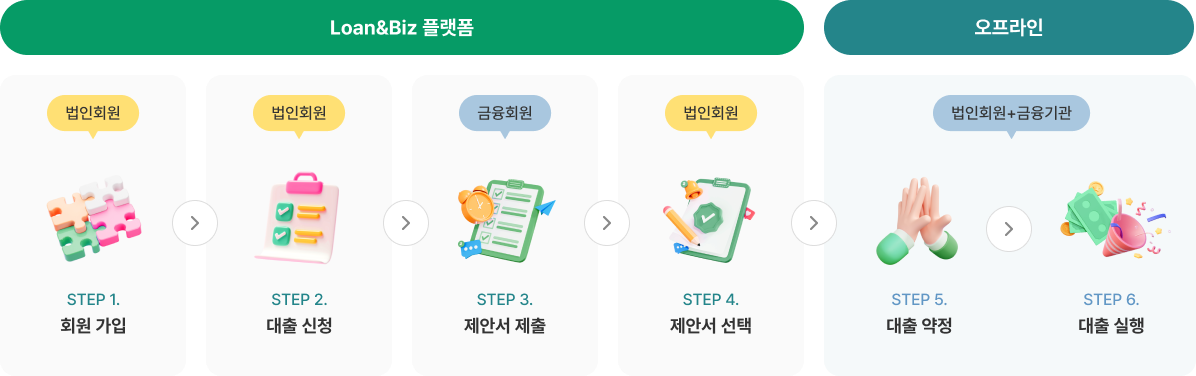 Loan&Biz 플랫폼
오프라인
법인회원
법인회원
금융회원
법인회원
법인회원+금융기관
STEP 1.
회원 가입
STEP 2.
대출 신청
STEP 3.
제안서 제출
STEP 4.
제안서 선택
STEP 5.
대출 약정
STEP 6.
대출 실행